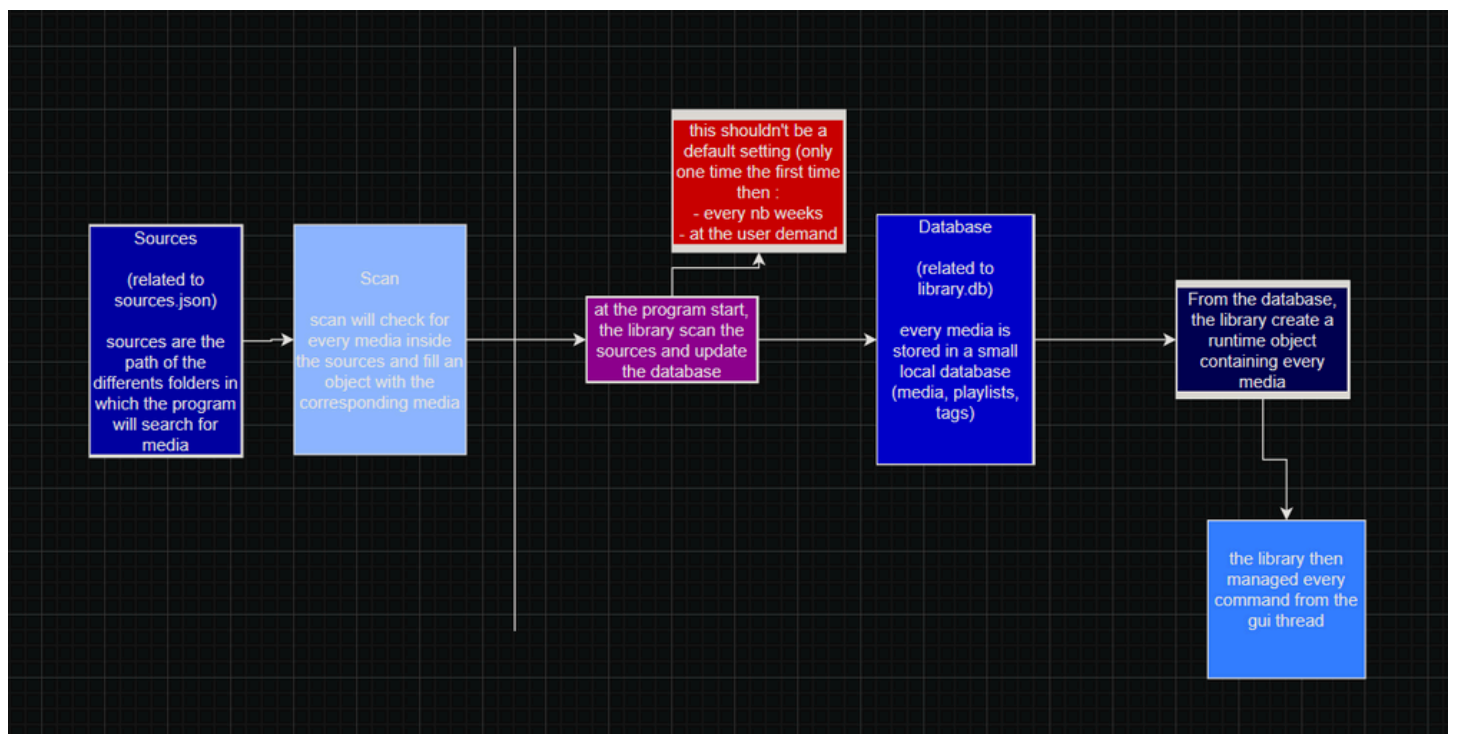 Sources
(related to
sources.json)
sources are the
path of the
differents folders in
which the program
will search for
media
Scan
scan will check for
every media inside
the sources and fill an
object with the
corresponding media
this shouldn't be a
default setting (only
one time the first time
then :
- every nb weeks
- at the user demand
at the program start,
the library scan the
sources and update
the database
Database
(related to
library.db)
every media is
stored in a small
local database
(media, playlists,
tags)
From the database,
the library create a
runtime object
containing every
media
the library then
managed every
command from the
gui thread